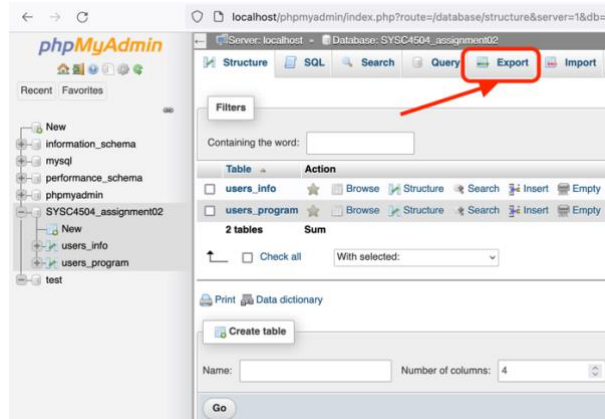 localhost/phpmyadmin/index.php?route=/database/structure&server=1&db=
phpMyAdmin
Recent Favorites
New
information_schema
mysql
performance_schema
phpmyadmin
SYSC4504_assignment02
New
users_info
users_program
test
Server: localhost » Database: SYSC4504_assignment02
Structure SQL Search Query Export Import
Filters
Containing the word:
Table Action
users_info Browse Structure Search Insert Empty
users_program Browse Structure Search Insert Empty
2 tables Sum
Check all With selected:
Print Data dictionary
Create table
Name: Number of columns: 4
Go